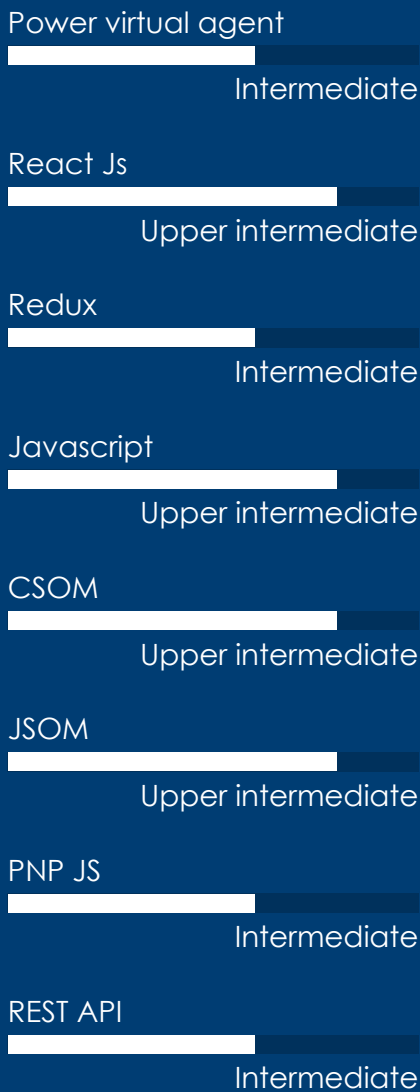 Power virtual agent
Intermediate
React Js
Upper intermediate
Redux
Intermediate
Javascript
Upper intermediate
CSOM
Upper intermediate
JSOM
Upper intermediate
PNP JS
Intermediate
REST API
Intermediate